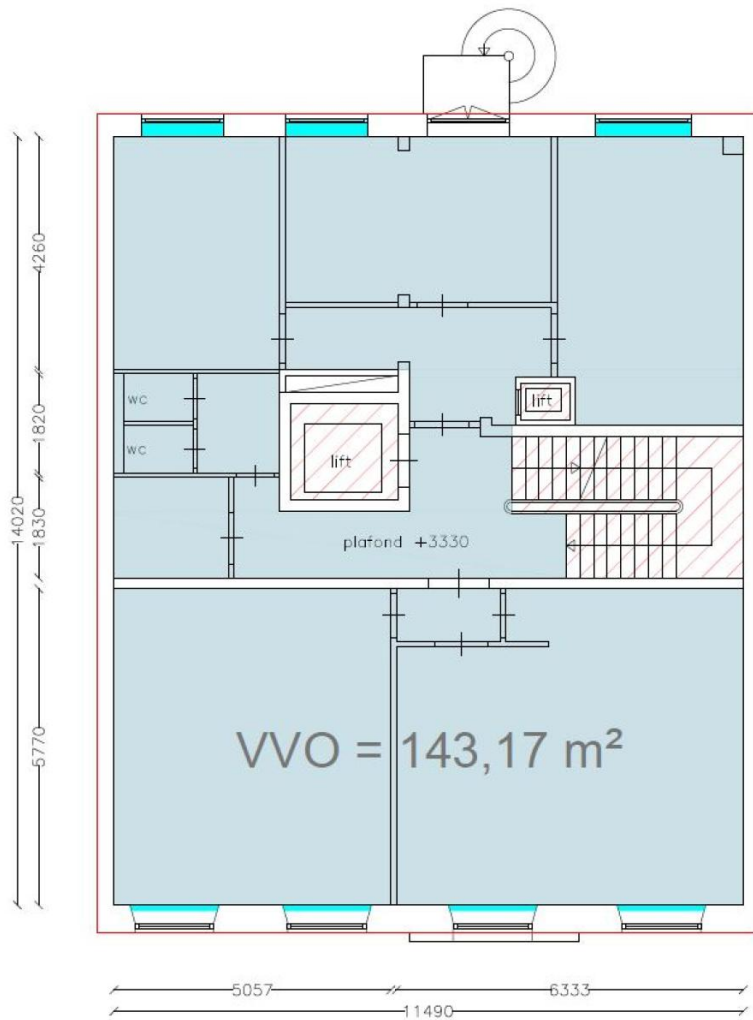 4260
WC
lift
1820
WC
lift
14020
1830
plafond +3330
5770
VVO = 143,17 m²
5057
6333
11490